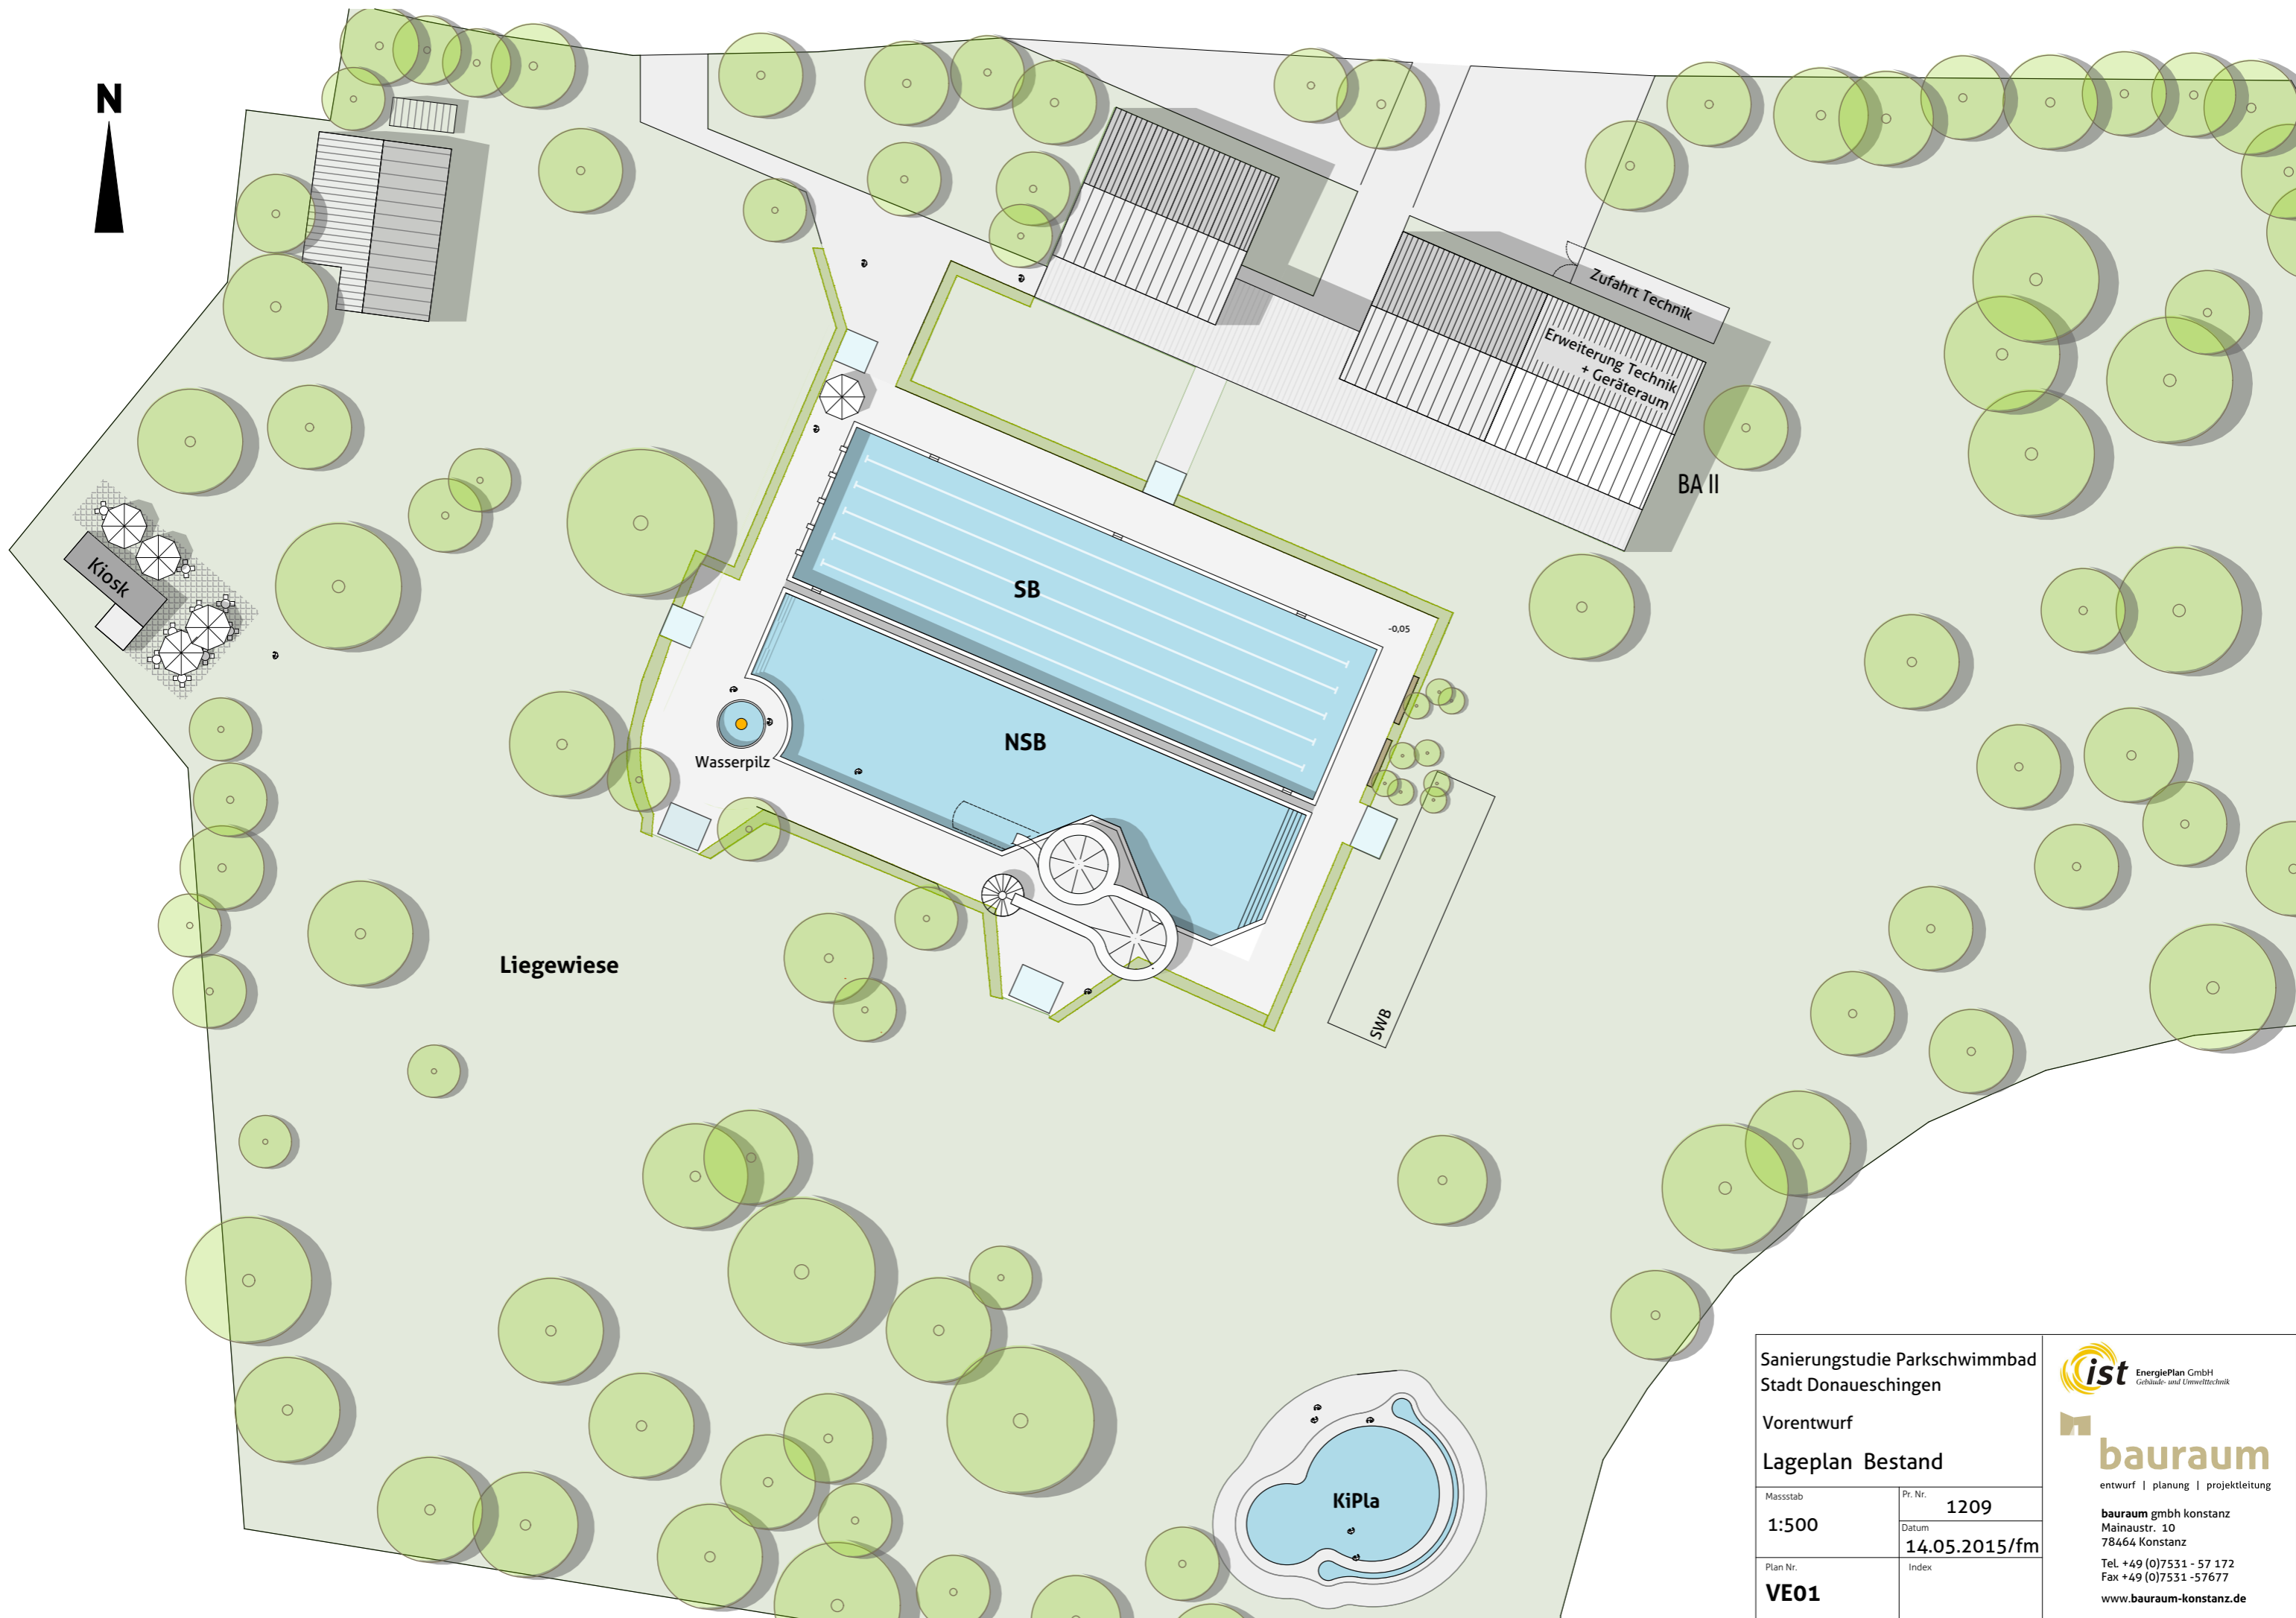 N
Zufahrt Technik
Erweiterung Technik
+ Geräteraum
BA II
Kiosk
SB
-0,05
NSB
Wasserpilz
Liegewiese
SWB
KiPla
Sanierungstudie Parkschwimmbad
Stadt Donaueschingen
Vorentwurf
Lageplan Bestand
Massstab
1:500
Pr. Nr.
1209
Datum
14.05.2015/fm
Plan Nr.
VE01
Index
ist EnergiePlan GmbH
Gebäude- und Umwelttechnik
bauraum
entwurf | planung | projektleitung
bauraum gmbh konstanz
Mainaustr. 10
78464 Konstanz
Tel. +49 (0)7531 - 57 172
Fax +49 (0)7531 -57677
www.bauraum-konstanz.de